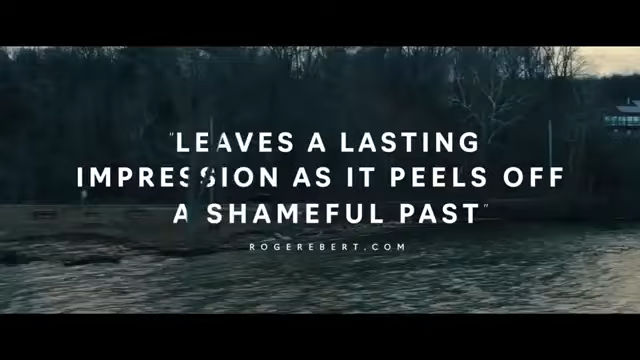 "LEAVES A LASTING
IMPRESSION AS IT PEELS OFF
A SHAMEFUL PAST"
ROGEREBERT.COM